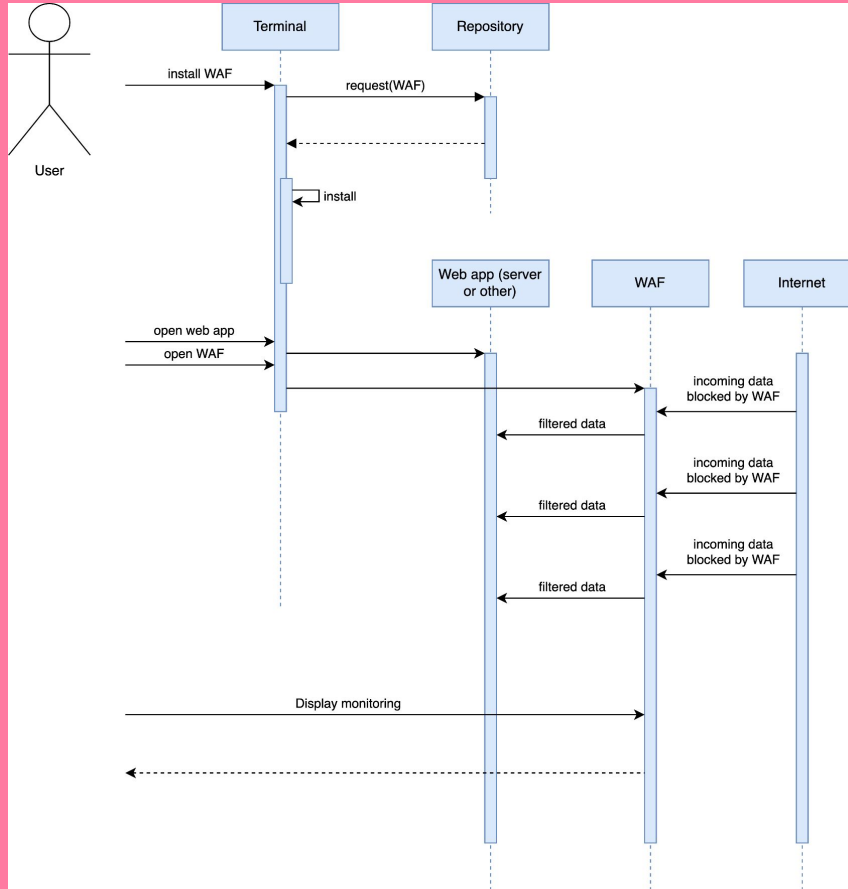 Terminal
Repository
install WAF
request(WAF)
User
install
Web app (server
or other)
WAF
Internet
open web app
open WAF
incoming data
blocked by WAF
filtered data
incoming data
blocked by WAF
filtered data
incoming data
blocked by WAF
filtered data
Display monitoring